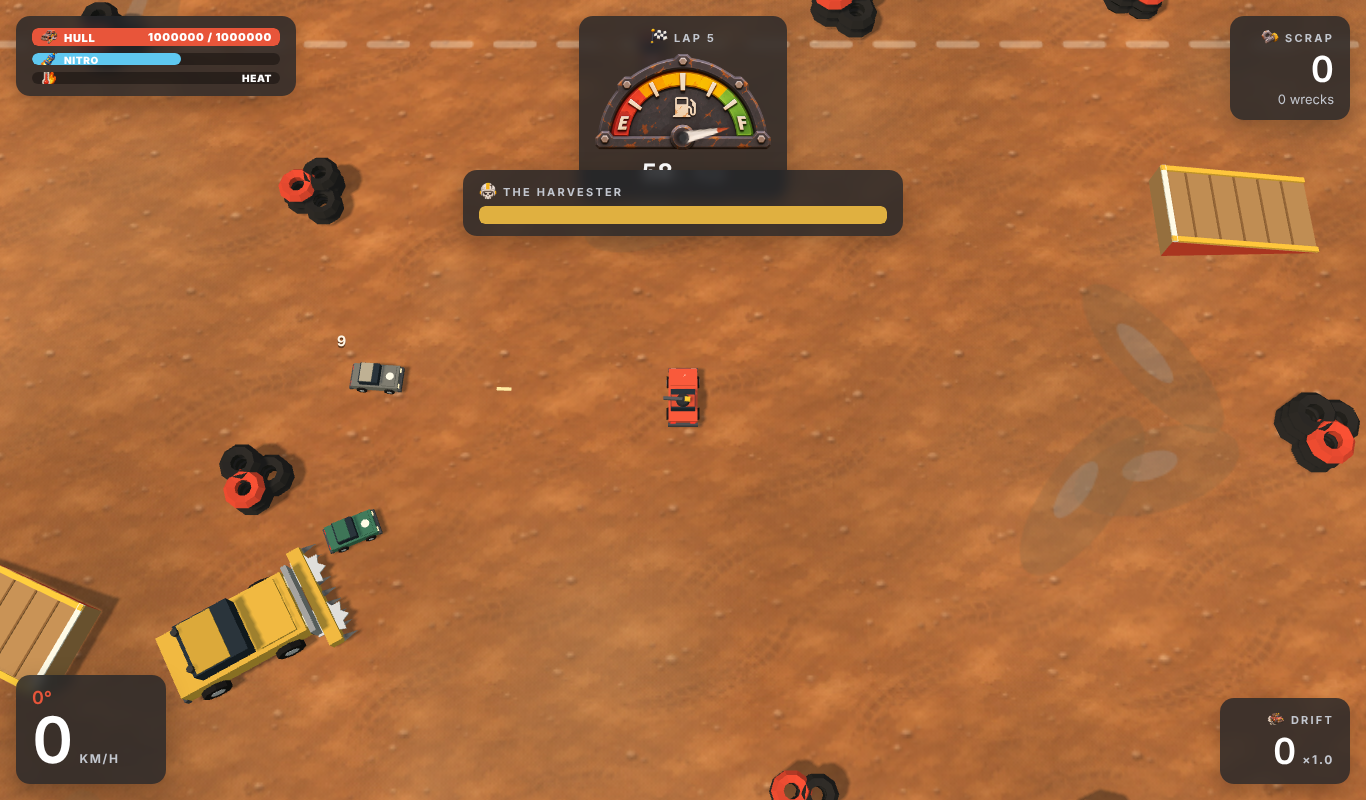 HULL 1000000 / 1000000
NITRO
HEAT
LAP 5
E F
THE HARVESTER
SCRAP
0
0 wrecks
9
0°
0 KM/H
DRIFT
0 ×1.0